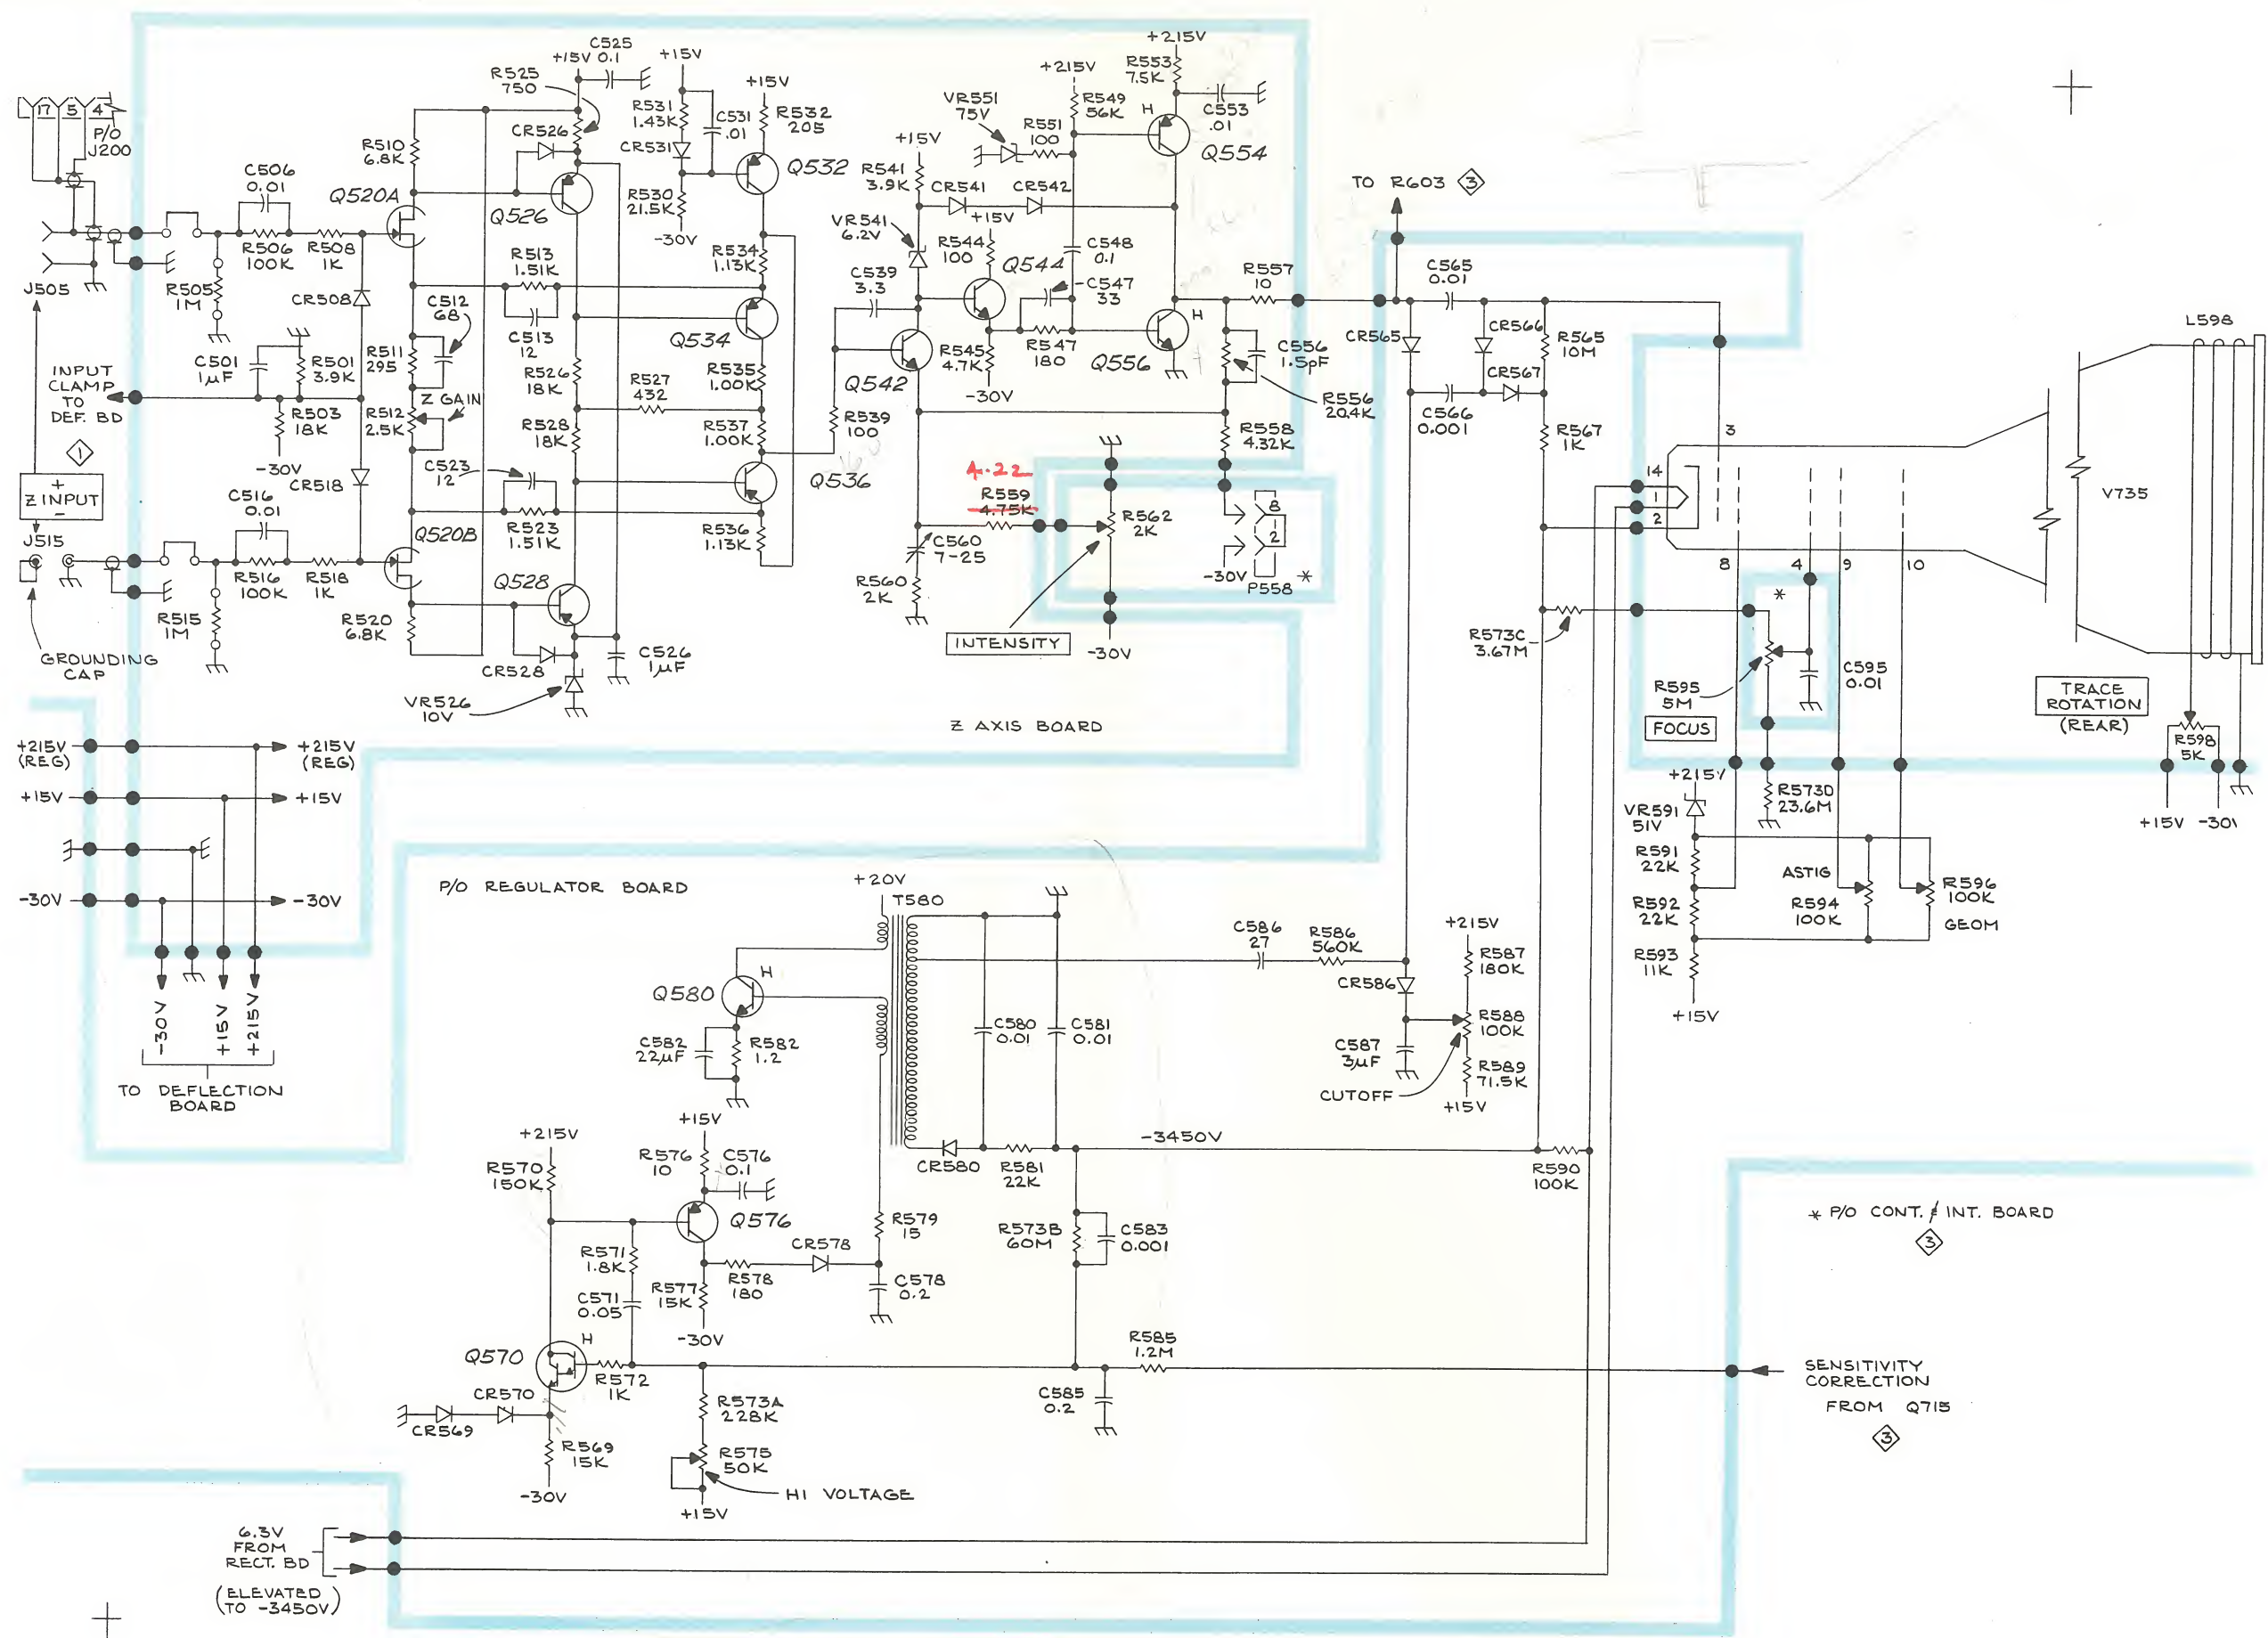 17 5 4
P/O
J200
J505
INPUT
CLAMP
TO
DEF. BD
1
+
Z INPUT
-
J515
GROUNDING
CAP
C506
0.01
R506
100K
R508
1K
R505
1M
CR508
C501
1µF
R501
3.9K
R503
18K
-30V
CR518
C516
0.01
R516
100K
R518
1K
R515
1M
R510
6.8K
Q520A
R511
295
C512
68
Z GAIN
R512
2.5K
C523
12
Q520B
R520
6.8K
R525
750
+15V
C525
0.1
CR526
Q526
R513
1.51K
C513
12
R526
18K
R527
432
R528
18K
R523
1.51K
Q528
CR528
VR526
10V
C526
1µF
+15V
R531
1.43K
C531
.01
CR531
R530
21.5K
-30V
+15V
R532
205
Q532
R534
1.13K
Q534
R535
1.00K
R537
1.00K
Q536
R536
1.13K
R539
100
C539
3.3
+15V
R541
3.9K
VR541
6.2V
CR541
CR542
Q542
+15V
R544
100
Q544
R545
4.7K
-30V
C547
33
R547
180
C548
0.1
VR551
75V
R551
100
+215V
R549
56K
+215V
R553
7.5K
C553
.01
H
Q554
H
Q556
R557
10
C556
1.5pF
R556
20.4K
R558
4.32K
4.22
R559
4.75K
C560
7-25
R560
2K
R562
2K
INTENSITY
-30V
8
2
-30V
P558
*
Z AXIS BOARD
TO R603 3
C565
0.01
CR565
CR566
R565
10M
CR567
C566
0.001
R567
1K
R573C
3.67M
3
14
1
2
8
4
9
10
V735
L598
*
R595
5M
FOCUS
C595
0.01
TRACE
ROTATION
(REAR)
R598
5K
+15V -30V
+215V
VR591
51V
R573D
23.6M
R591
22K
R592
22K
R593
11K
+15V
ASTIG
R594
100K
R596
100K
GEOM
+215V
(REG)
+215V
(REG)
+15V
+15V
-30V
-30V
-30V
+15V
+215V
TO DEFLECTION
BOARD
P/O REGULATOR BOARD
+20V
T580
H
Q580
C582
22µF
R582
1.2
C580
0.01
C581
0.01
C586
27
R586
560K
CR586
C587
3µF
+215V
R587
180K
R588
100K
R589
71.5K
+15V
CUTOFF
-3450V
CR580
R581
22K
R590
100K
+215V
R570
150K
+15V
R576
10
C576
0.1
Q576
R571
1.8K
C571
0.05
R577
15K
-30V
R578
180
CR578
R579
15
C578
0.2
R573B
60M
C583
0.001
R585
1.2M
C585
0.2
H
Q570
R572
1K
CR570
CR569
R569
15K
-30V
R573A
228K
R575
50K
HI VOLTAGE
+15V
* P/O CONT. & INT. BOARD
3
SENSITIVITY
CORRECTION
FROM Q715
3
6.3V
FROM
RECT. BD
(ELEVATED
TO -3450V)